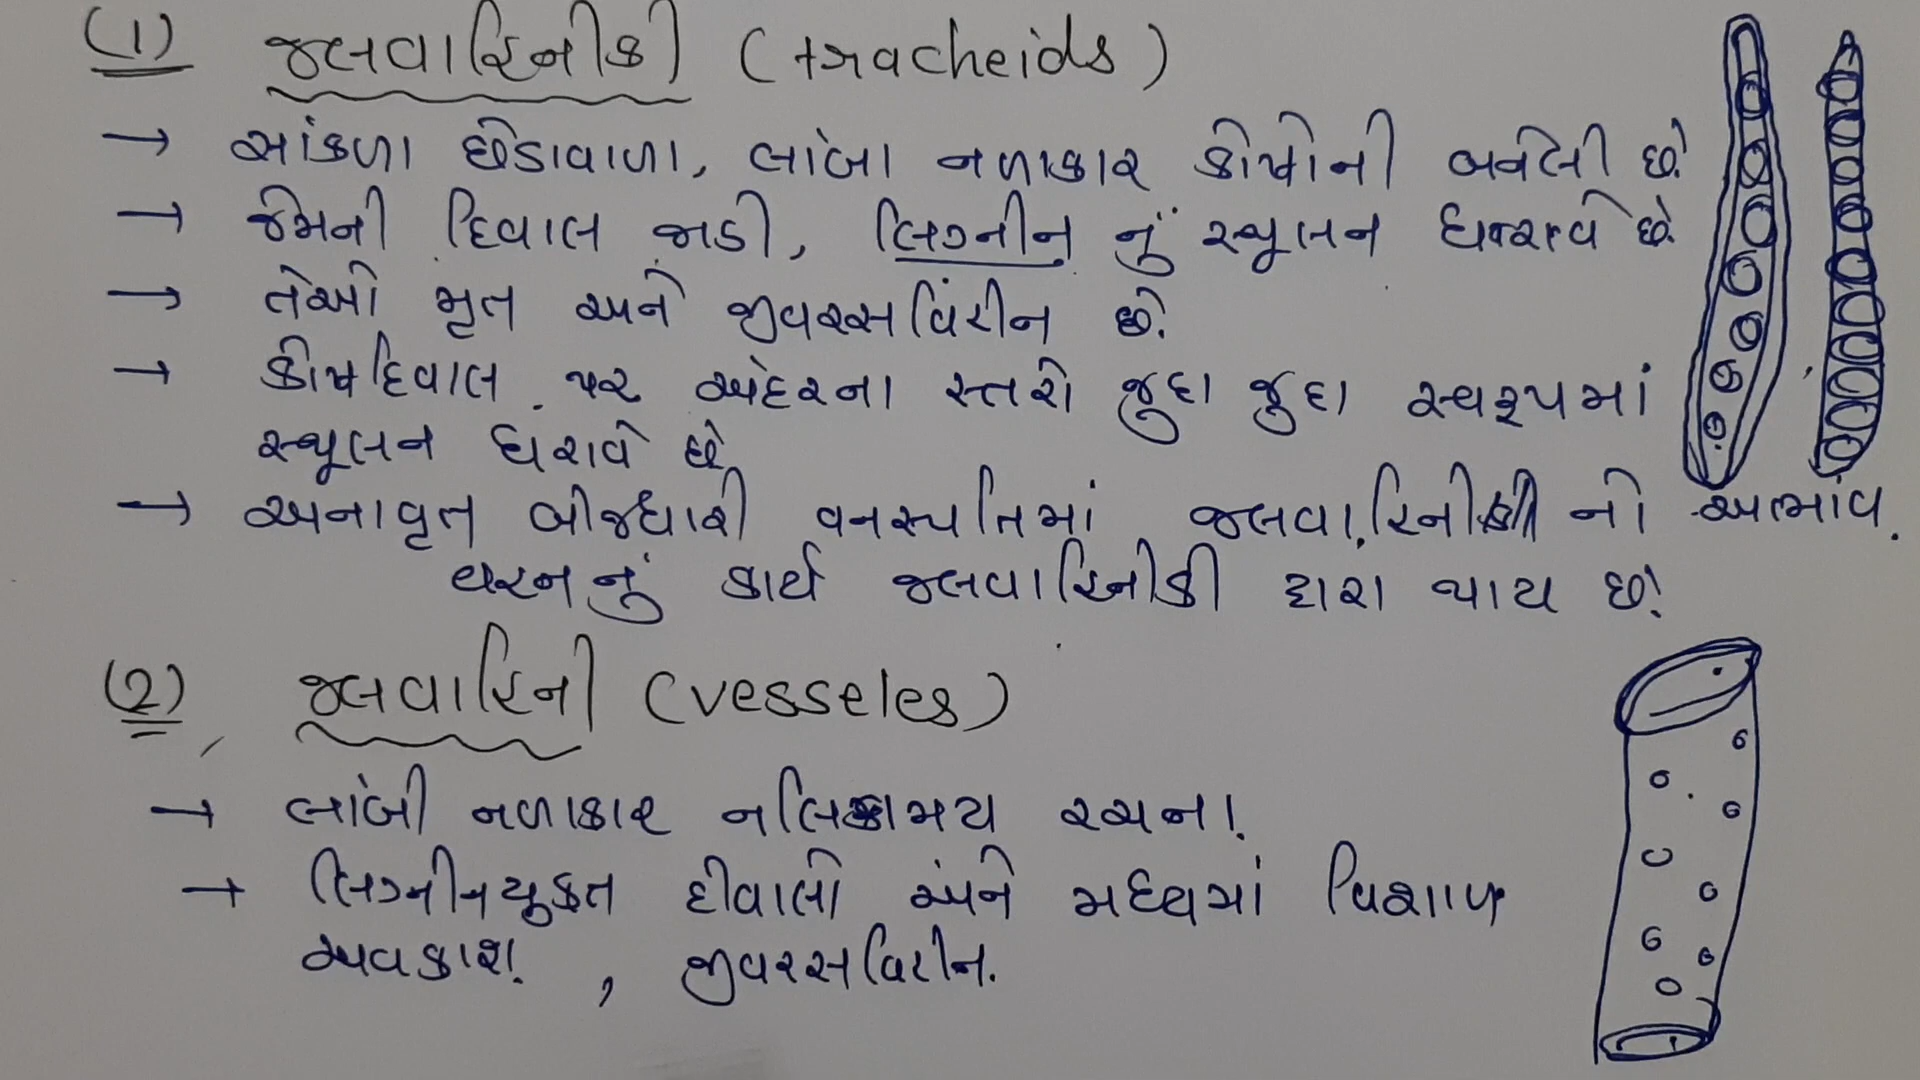 (1) જલવાહિનીકી (tracheids)
→ સાંકળા છેડાવાળા, લાંબા નળાકાર કોષોની બનેલી છે.
→ જેમની દિવાલ જાડી, લિગ્નીન નું સ્થૂલન ધરાવે છે.
→ તેઓ મૃત અને જીવરસવિહીન છે.
→ કોષદિવાલ પર અંદરના સ્તરો જુદા જુદા સ્વરૂપમાં
સ્થૂલન ધરાવે છે
→ અનાવૃત બીજધારી વનસ્પતિમાં જલવાહિની નો અભાવ.
વહનનું કાર્ય જલવાહિનીકી દ્વારા થાય છે.
(2) જલવાહિની (vesseles)
→ લાંબી નળાકાર નલિકામય રચના.
→ લિગ્નીનયુક્ત દીવાલો અને મધ્યમાં વિશાળ
અવકાશ. , જીવરસવિહીન.